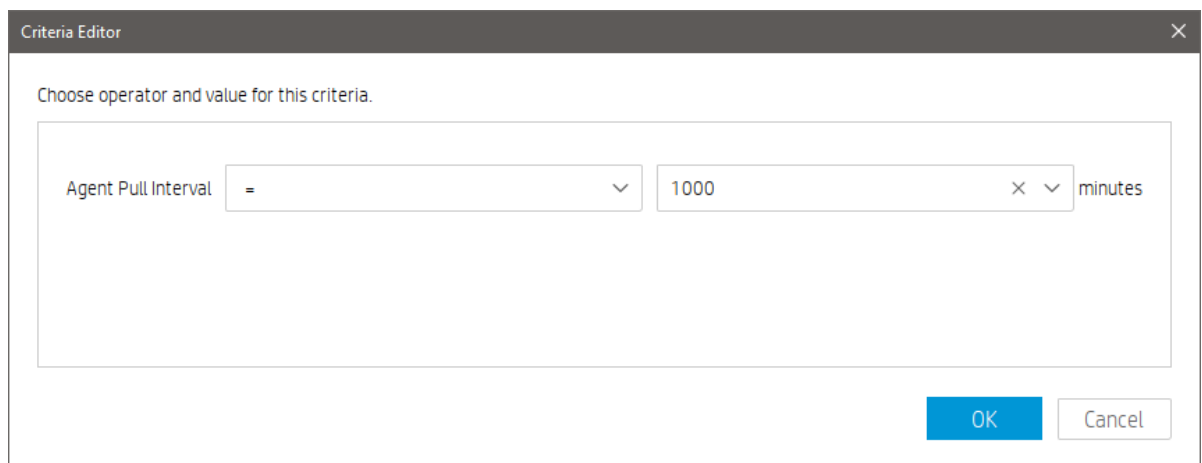 Criteria Editor
Choose operator and value for this criteria.
Agent Pull Interval = 1000 minutes
OK Cancel